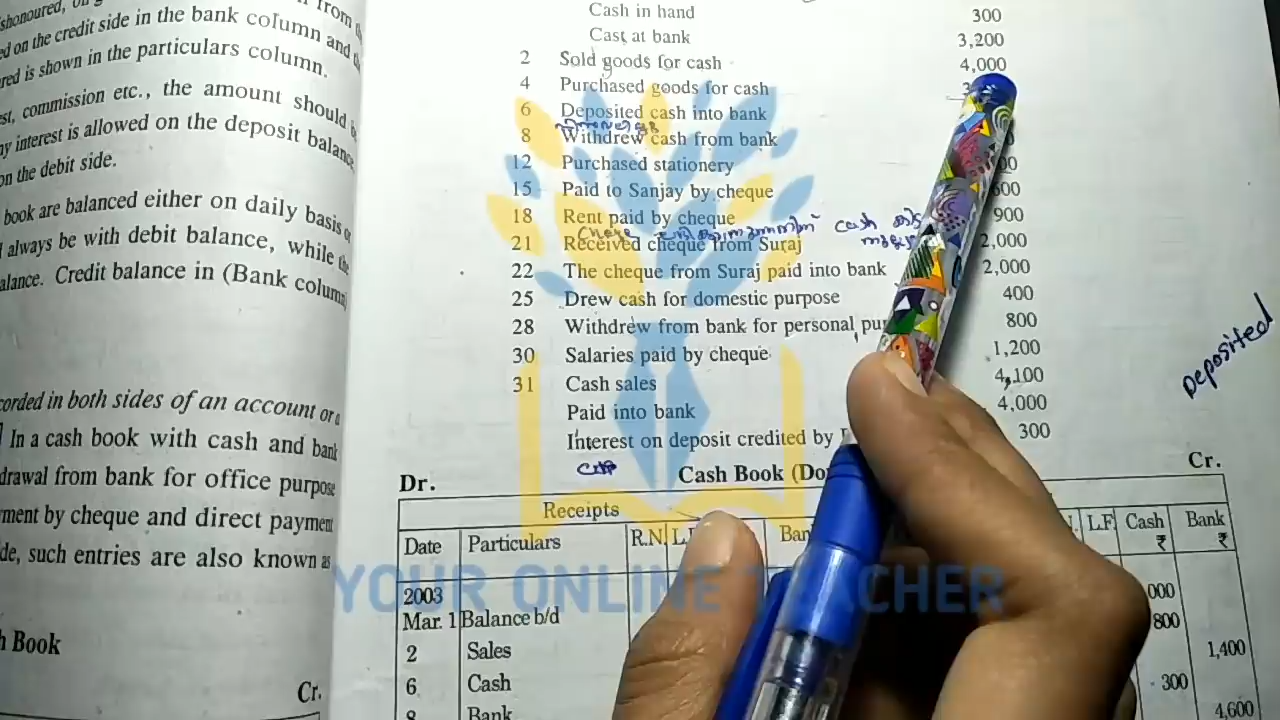 from
shonoured,
ed on the credit side in the bank column and
red is shown in the particulars column.
est, commission etc., the amount should
ny interest is allowed on the deposit balance
on the debit side.
book are balanced either on daily basis
l always be with debit balance, while
alance. Credit balance in (Bank column
corded in both sides of an account or a
In a cash book with cash and bank
drawal from bank for office purpose
ment by cheque and direct payment
de, such entries are also known as
h Book
Cr.
Cash in hand 300
Cast at bank 3,200
2 Sold goods for cash 4,000
4 Purchased goods for cash
6 Deposited cash into bank
8 Withdrew cash from bank
12 Purchased stationery
15 Paid to Sanjay by cheque 600
18 Rent paid by cheque 900
cash
21 Received cheque from Suraj 2,000
22 The cheque from Suraj paid into bank 2,000
25 Drew cash for domestic purpose 400
28 Withdrew from bank for personal pu 800
30 Salaries paid by cheque 1,200
31 Cash sales 4,100
Paid into bank 4,000
Interest on deposit credited by 300
Deposited
Dr. Cash Book (Do Cr.
Receipts
Date Particulars R.N L.F Ban L.F Cash ₹ Bank ₹
2003
Mar. 1 Balance b/d 000
2 Sales 800
1,400
6 Cash 300
8 Bank 4,600
YOUR ONLINE TEACHER